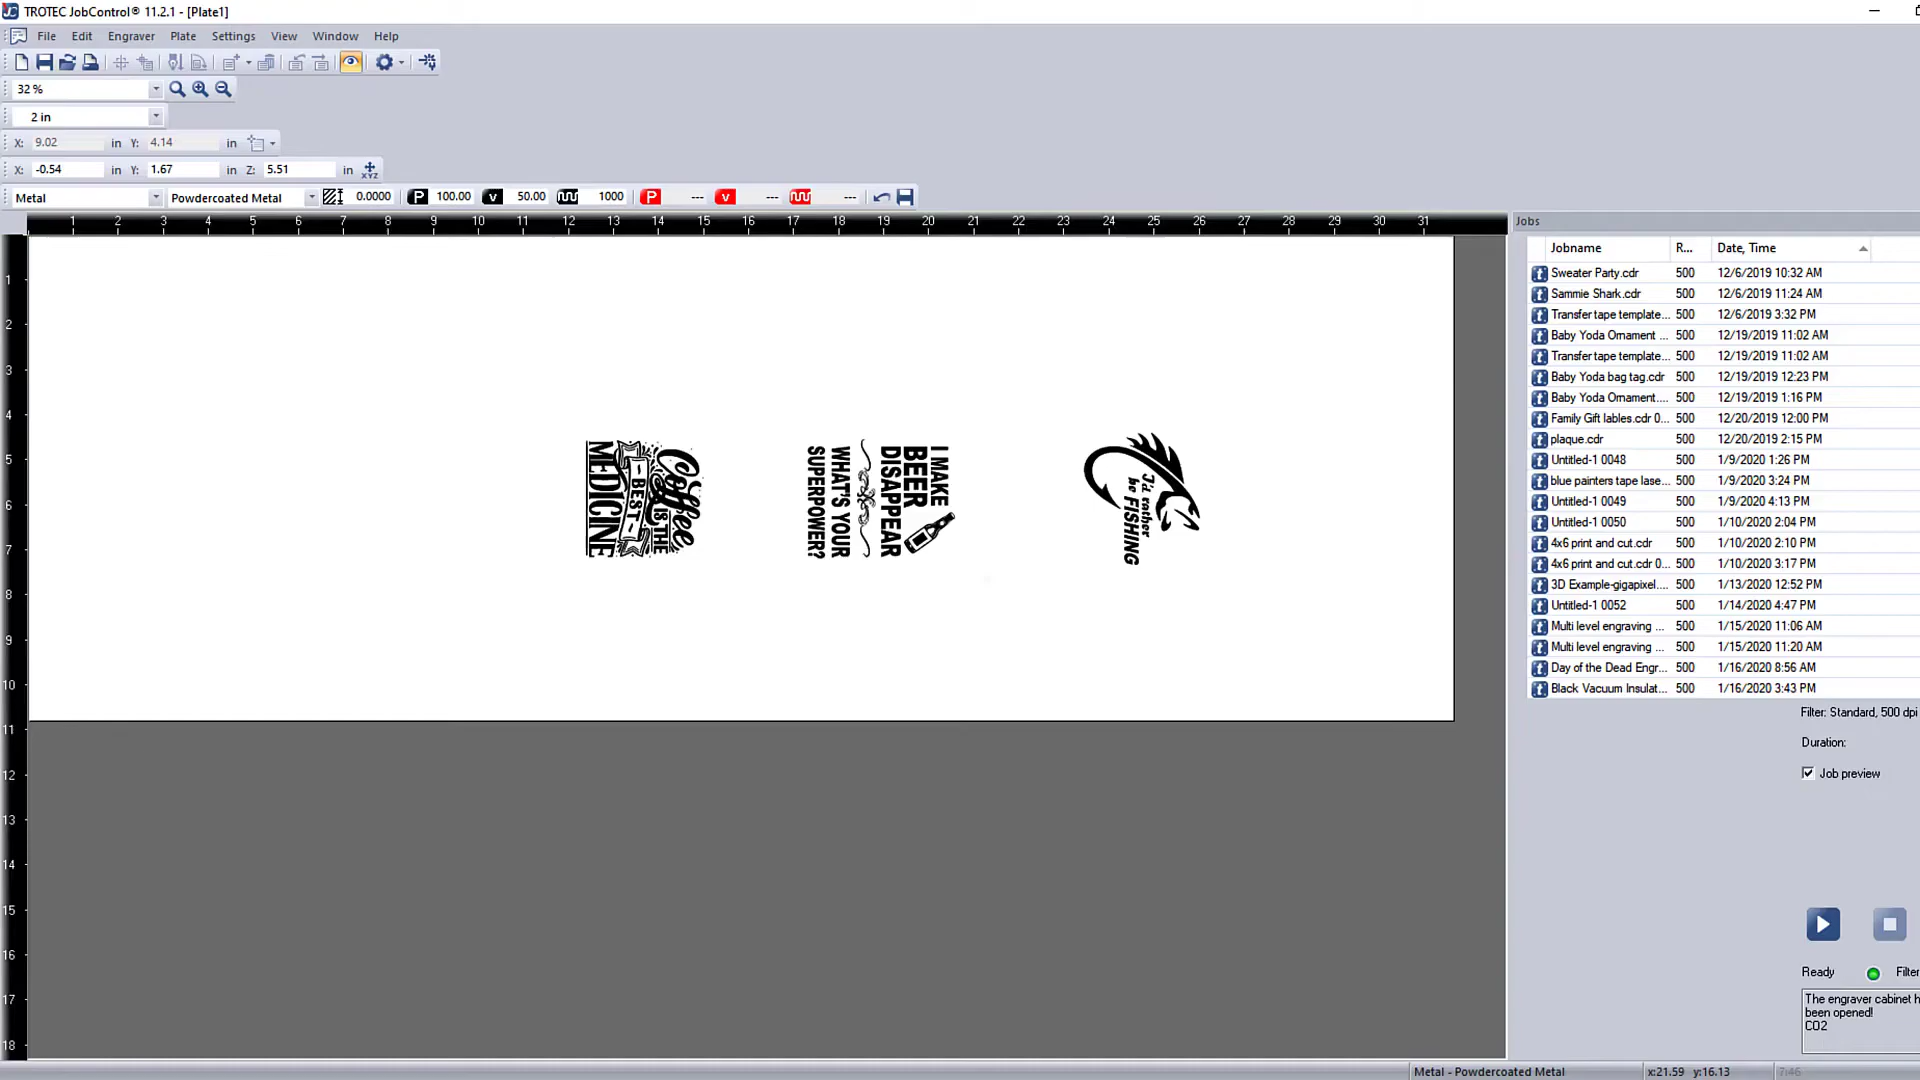 TROTEC JobControl® 11.2.1 - [Plate1]
File Edit Engraver Plate Settings View Window Help
32 %
2 in
X: 9.02 in Y: 4.14 in
X: -0.54 in Y: 1.67 in Z: 5.51 in
Metal Powdercoated Metal 0.0000 P 100.00 v 50.00 1000 P --- v --- ---
1 2 3 4 5 6 7 8 9 10 11 12 13 14 15 16 17 18 19 20 21 22 23 24 25 26 27 28 29 30 31
1
2
3
4
5
6
7
8
9
10
11
12
13
14
15
16
17
18
Coffee
IS THE
- BEST -
MEDICINE
I MAKE
BEER
DISAPPEAR
WHAT'S YOUR
SUPERPOWER?
I'd rather
be FISHING
Jobs
Jobname R... Date, Time
Sweater Party.cdr 500 12/6/2019 10:32 AM
Sammie Shark.cdr 500 12/6/2019 11:24 AM
Transfer tape template... 500 12/6/2019 3:32 PM
Baby Yoda Ornament ... 500 12/19/2019 11:02 AM
Transfer tape template... 500 12/19/2019 11:02 AM
Baby Yoda bag tag.cdr 500 12/19/2019 12:23 PM
Baby Yoda Ornament.... 500 12/19/2019 1:16 PM
Family Gift lables.cdr 0... 500 12/20/2019 12:00 PM
plaque.cdr 500 12/20/2019 2:15 PM
Untitled-1 0048 500 1/9/2020 1:26 PM
blue painters tape lase... 500 1/9/2020 3:24 PM
Untitled-1 0049 500 1/9/2020 4:13 PM
Untitled-1 0050 500 1/10/2020 2:04 PM
4x6 print and cut.cdr 500 1/10/2020 2:10 PM
4x6 print and cut.cdr 0... 500 1/10/2020 3:17 PM
3D Example-gigapixel.... 500 1/13/2020 12:52 PM
Untitled-1 0052 500 1/14/2020 4:47 PM
Multi level engraving ... 500 1/15/2020 11:06 AM
Multi level engraving ... 500 1/15/2020 11:20 AM
Day of the Dead Engr... 500 1/16/2020 8:56 AM
Black Vacuum Insulat... 500 1/16/2020 3:43 PM
Filter: Standard, 500 dpi
Duration:
Job preview
Ready Filter
The engraver cabinet h
been opened!
CO2
Metal - Powdercoated Metal x:21.59 y:16.13 7:46